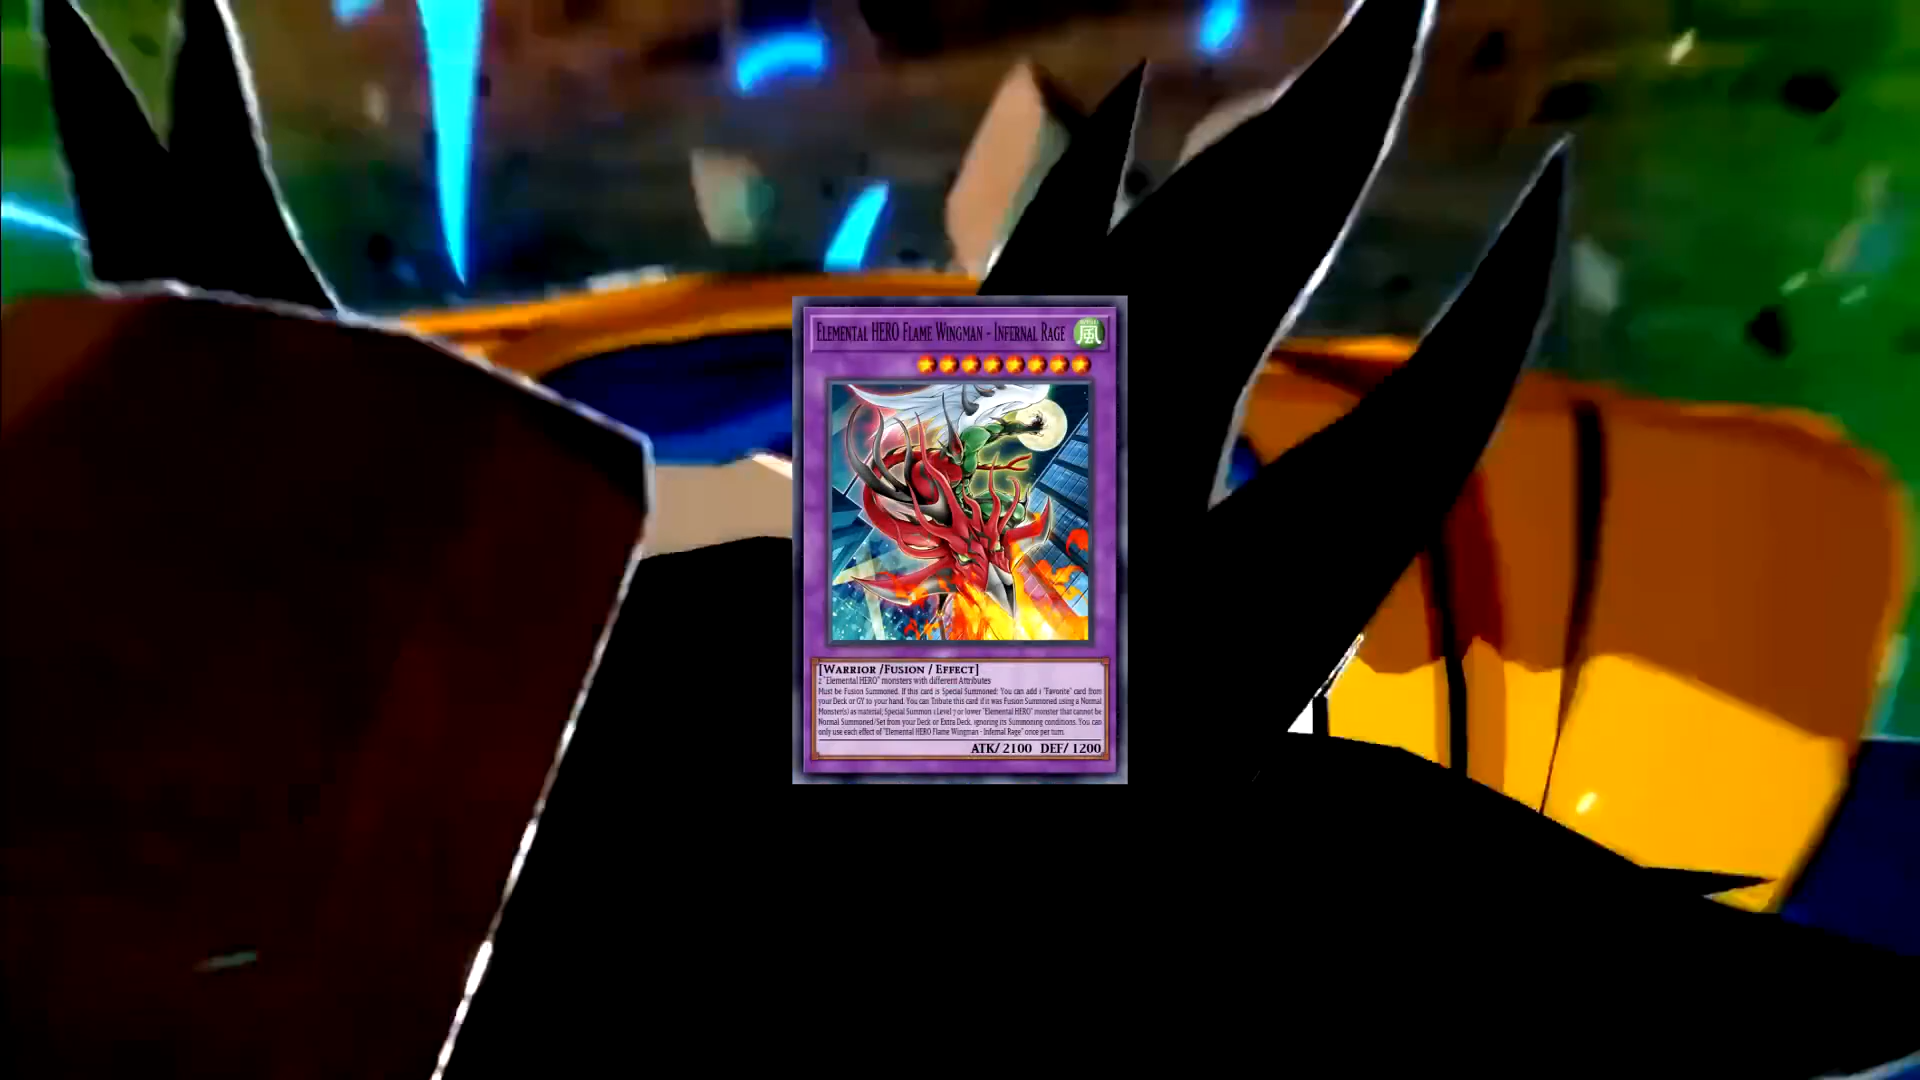 Elemental HERO Flame Wingman - Infernal Rage
風
[Warrior /Fusion / Effect]
2 "Elemental HERO" monsters with different Attributes
Must be Fusion Summoned. If this card is Special Summoned: You can add 1 "Favorite" card from
your Deck or GY to your hand. You can Tribute this card if it was Fusion Summoned using a Normal
Monster(s) as material; Special Summon 1 Level 7 or lower "Elemental HERO" monster that cannot be
Normal Summoned/Set from your Deck or Extra Deck, ignoring its Summoning conditions. You can
only use each effect of "Elemental HERO Flame Wingman - Infernal Rage" once per turn.
ATK/ 2100 DEF/ 1200